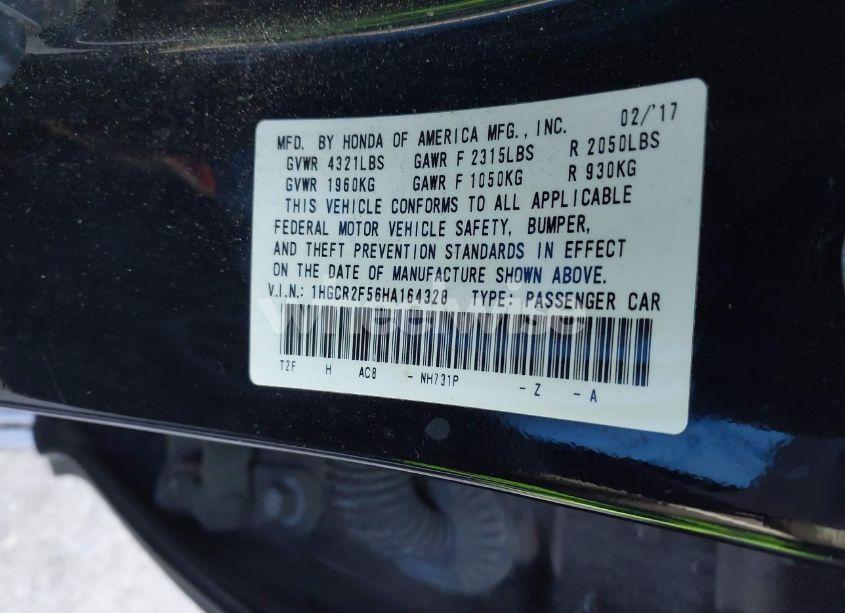 02/'17
MFD. BY HONDA OF AMERICA MFG., INC.
GVWR 4321LBS GAWR F 2315LBS R 2050LBS
GVWR 1960KG GAWR F 1050KG R 930KG
THIS VEHICLE CONFORMS TO ALL APPLICABLE
FEDERAL MOTOR VEHICLE SAFETY, BUMPER,
AND THEFT PREVENTION STANDARDS IN EFFECT
ON THE DATE OF MANUFACTURE SHOWN ABOVE.
V.I.N.: 1HGCR2F56HA164328 TYPE: PASSENGER CAR
wheelwise
T2F H AC8 - NH731P - Z - A